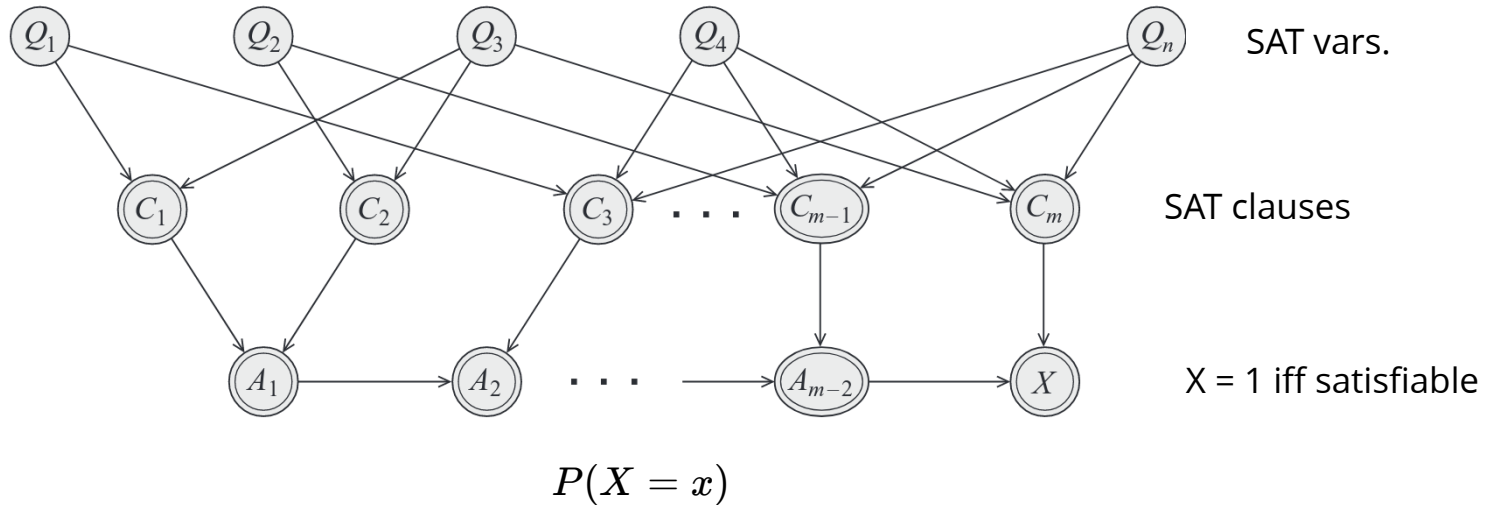 Q₁ Q₂ Q₃ Q₄ Qₙ SAT vars.
C₁ C₂ C₃ . . . Cₘ₋₁ Cₘ SAT clauses
A₁ A₂ . . . Aₘ₋₂ X X = 1 iff satisfiable
P(X = x)